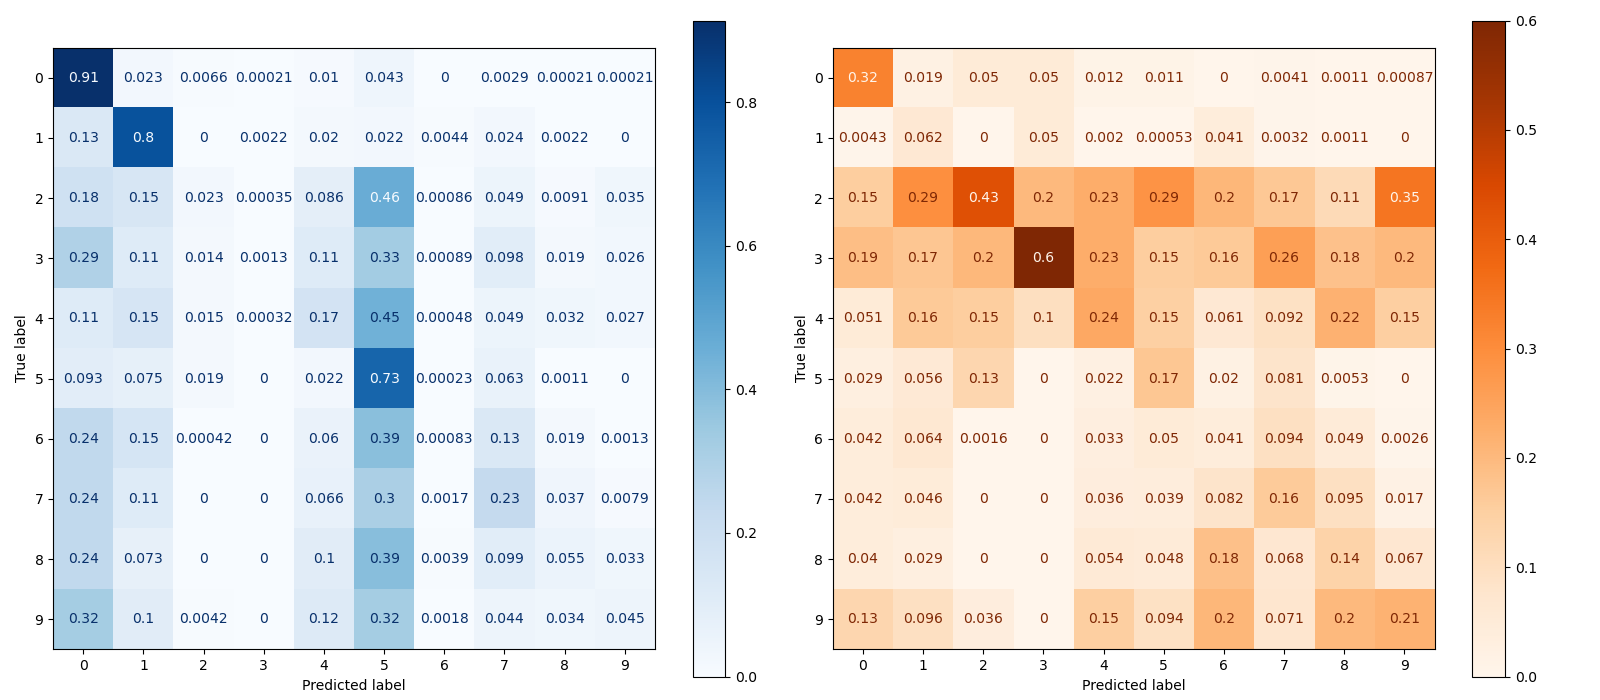 0 0.91 0.023 0.0066 0.00021 0.01 0.043 0 0.0029 0.00021 0.00021
1 0.13 0.8 0 0.0022 0.02 0.022 0.0044 0.024 0.0022 0
2 0.18 0.15 0.023 0.00035 0.086 0.46 0.00086 0.049 0.0091 0.035
3 0.29 0.11 0.014 0.0013 0.11 0.33 0.00089 0.098 0.019 0.026
4 0.11 0.15 0.015 0.00032 0.17 0.45 0.00048 0.049 0.032 0.027
5 0.093 0.075 0.019 0 0.022 0.73 0.00023 0.063 0.0011 0
6 0.24 0.15 0.00042 0 0.06 0.39 0.00083 0.13 0.019 0.0013
7 0.24 0.11 0 0 0.066 0.3 0.0017 0.23 0.037 0.0079
8 0.24 0.073 0 0 0.1 0.39 0.0039 0.099 0.055 0.033
9 0.32 0.1 0.0042 0 0.12 0.32 0.0018 0.044 0.034 0.045
0 1 2 3 4 5 6 7 8 9
Predicted label
True label
0.8
0.6
0.4
0.2
0.0
0 0.32 0.019 0.05 0.05 0.012 0.011 0 0.0041 0.0011 0.00087
1 0.0043 0.062 0 0.05 0.002 0.00053 0.041 0.0032 0.0011 0
2 0.15 0.29 0.43 0.2 0.23 0.29 0.2 0.17 0.11 0.35
3 0.19 0.17 0.2 0.6 0.23 0.15 0.16 0.26 0.18 0.2
4 0.051 0.16 0.15 0.1 0.24 0.15 0.061 0.092 0.22 0.15
5 0.029 0.056 0.13 0 0.022 0.17 0.02 0.081 0.0053 0
6 0.042 0.064 0.0016 0 0.033 0.05 0.041 0.094 0.049 0.0026
7 0.042 0.046 0 0 0.036 0.039 0.082 0.16 0.095 0.017
8 0.04 0.029 0 0 0.054 0.048 0.18 0.068 0.14 0.067
9 0.13 0.096 0.036 0 0.15 0.094 0.2 0.071 0.2 0.21
0 1 2 3 4 5 6 7 8 9
Predicted label
True label
0.6
0.5
0.4
0.3
0.2
0.1
0.0